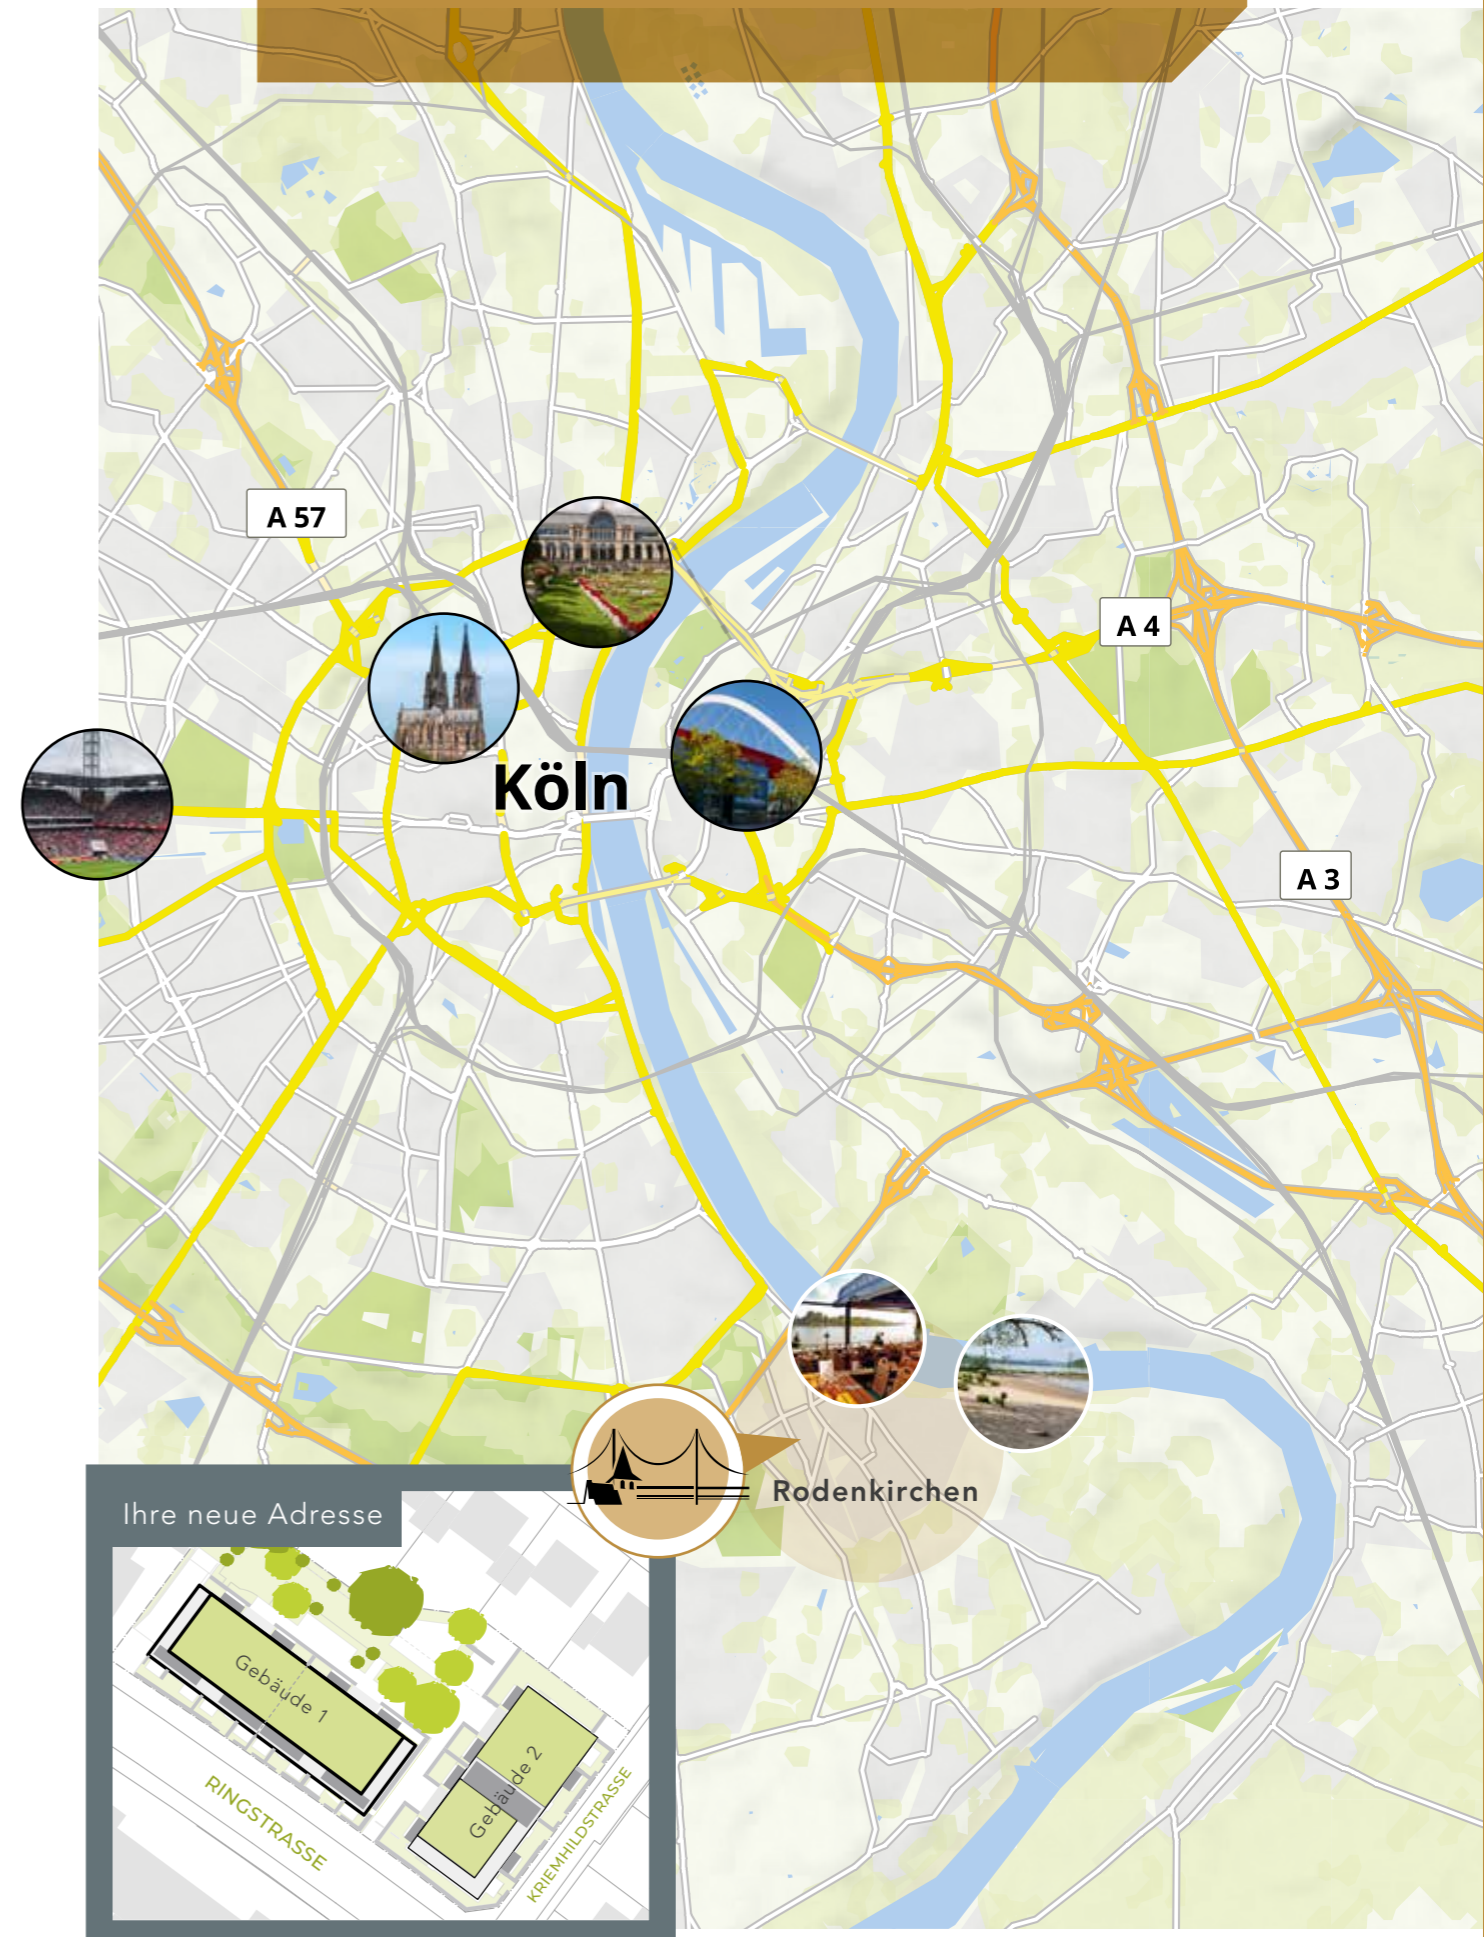 A 57
A 4
Köln
A 3
Rodenkirchen
Ihre neue Adresse
Gebäude 1
Gebäude 2
RINGSTRASSE
KRIEMHILDSTRASSE